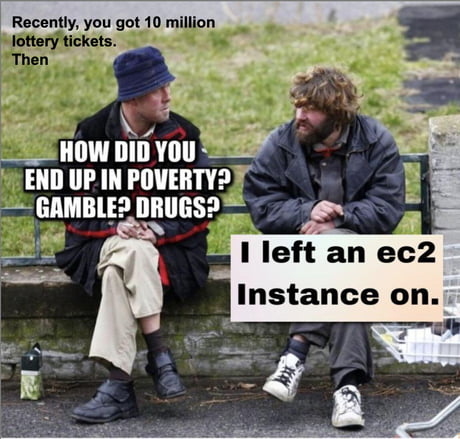 Recently, you got 10 million
lottery tickets.
Then
HOW DID YOU
END UP IN POVERTY?
GAMBLE? DRUGS?
I left an ec2
Instance on.